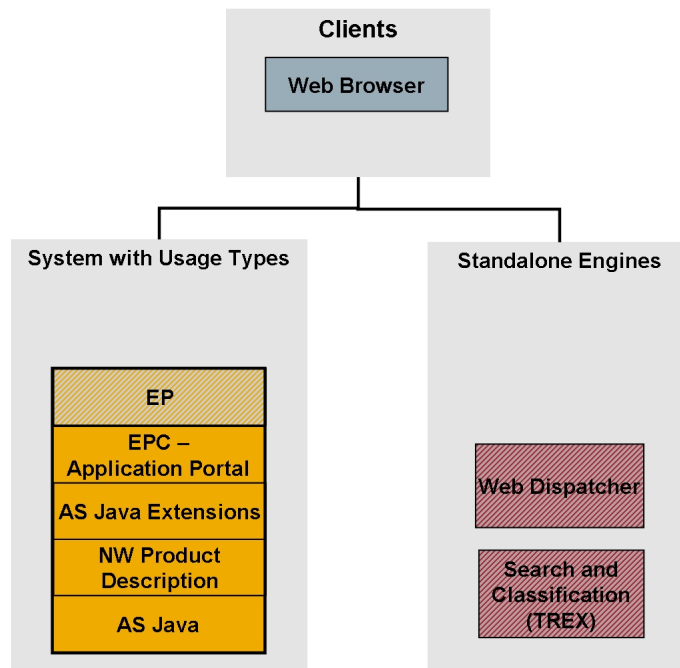 Clients
Web Browser
System with Usage Types
EP
EPC –
Application Portal
AS Java Extensions
NW Product
Description
AS Java
Standalone Engines
Web Dispatcher
Search and
Classification
(TREX)